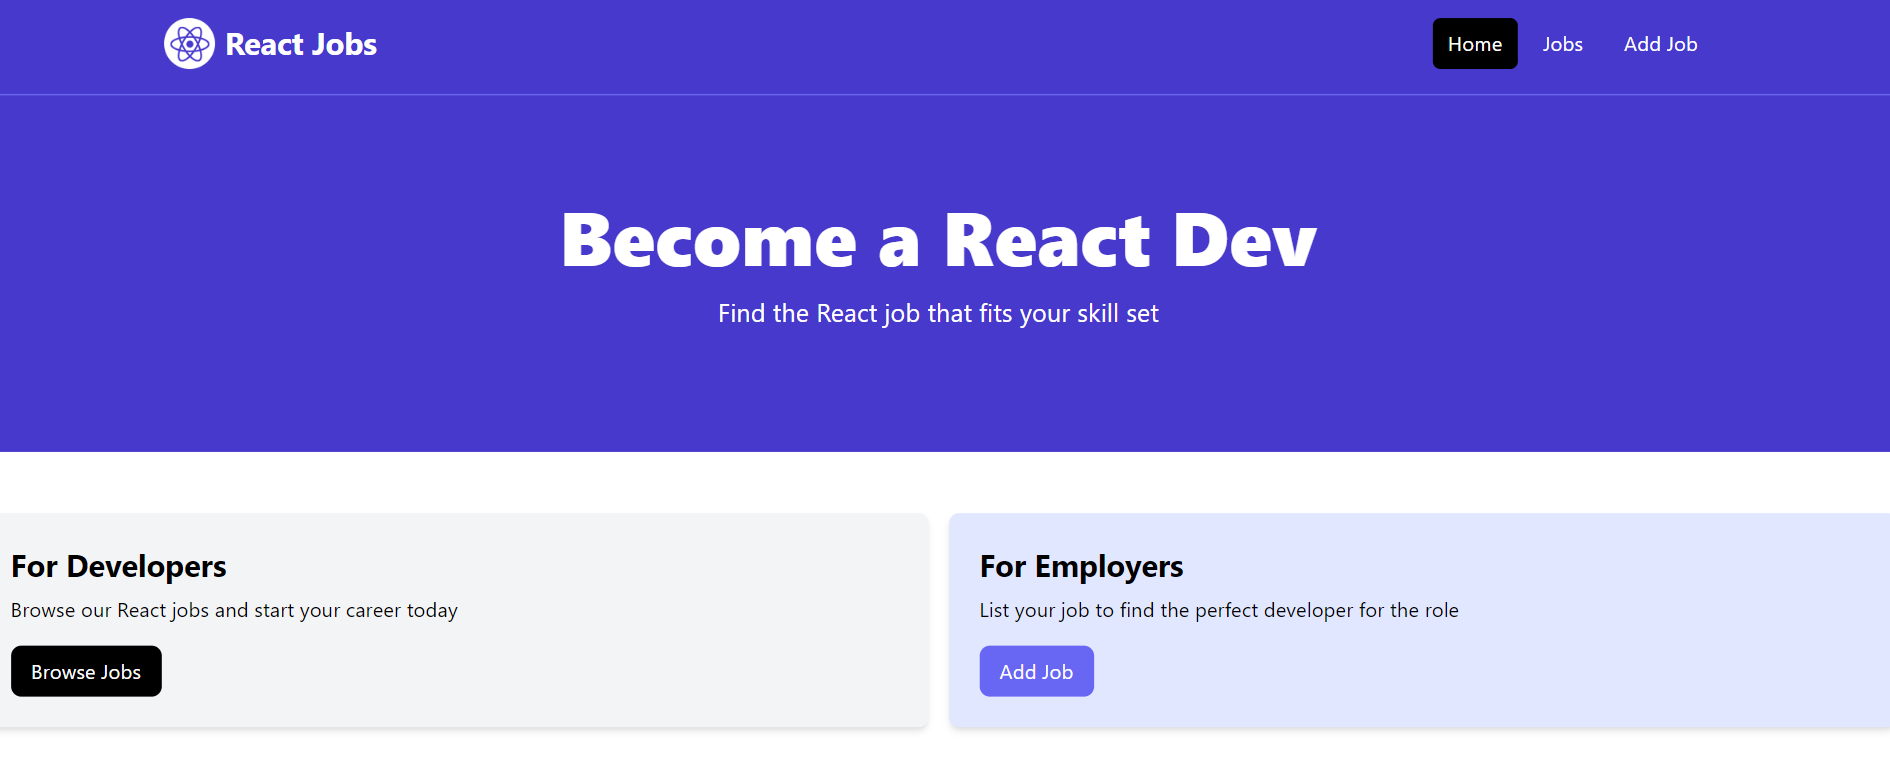 React Jobs
Home Jobs Add Job
Become a React Dev
Find the React job that fits your skill set
For Developers
Browse our React jobs and start your career today
Browse Jobs
For Employers
List your job to find the perfect developer for the role
Add Job